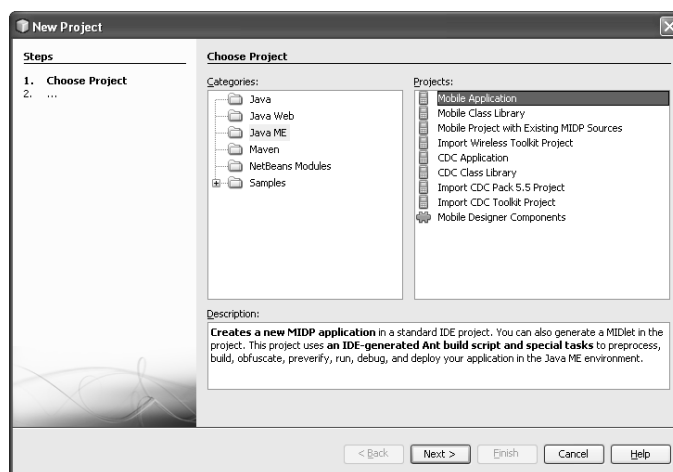 New Project
Steps
1. Choose Project
2. ...
Choose Project
Categories:
Java
Java Web
Java ME
Maven
NetBeans Modules
Samples
Projects:
Mobile Application
Mobile Class Library
Mobile Project with Existing MIDP Sources
Import Wireless Toolkit Project
CDC Application
CDC Class Library
Import CDC Pack 5.5 Project
Import CDC Toolkit Project
Mobile Designer Components
Description:
Creates a new MIDP application in a standard IDE project. You can also generate a MIDlet in the
project. This project uses an IDE-generated Ant build script and special tasks to preprocess,
build, obfuscate, preverify, run, debug, and deploy your application in the Java ME environment.
< Back
Next >
Finish
Cancel
Help